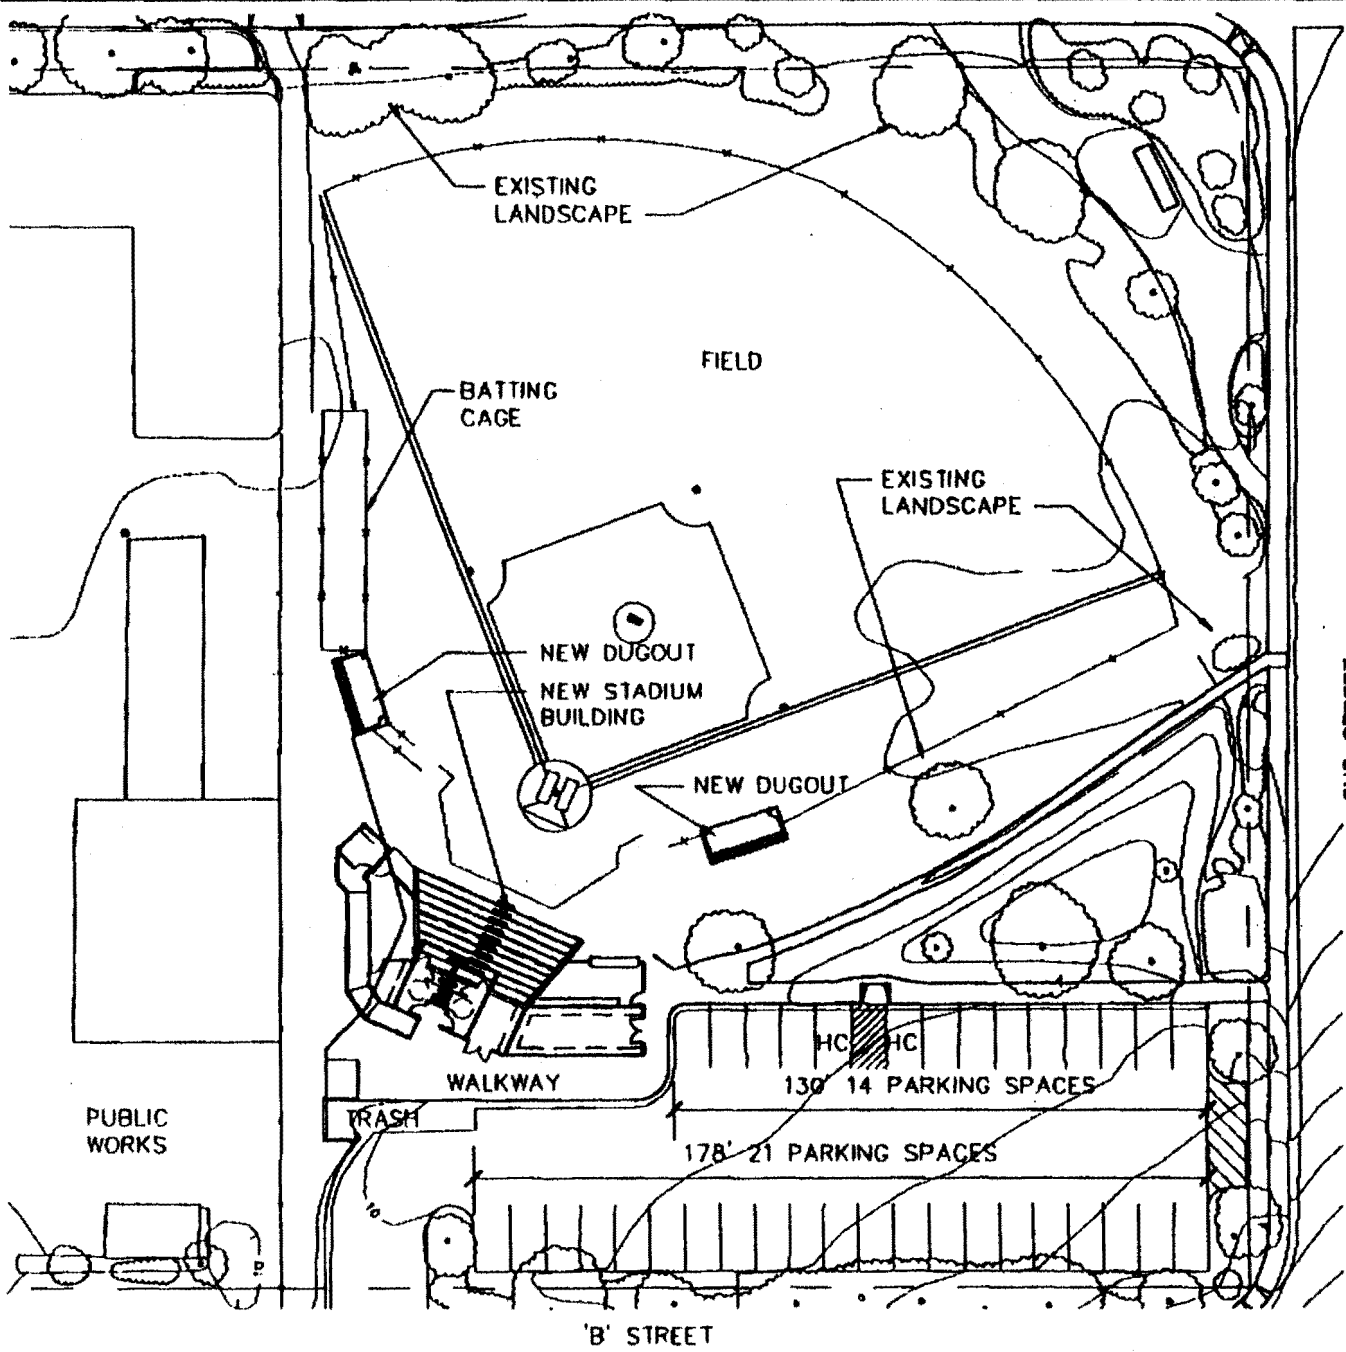 EXISTING
LANDSCAPE
FIELD
BATTING
CAGE
EXISTING
LANDSCAPE
NEW DUGOUT
NEW STADIUM
BUILDING
NEW DUGOUT
HC HC
WALKWAY
130' 14 PARKING SPACES
PUBLIC
WORKS
TRASH
178' 21 PARKING SPACES
10
'B' STREET